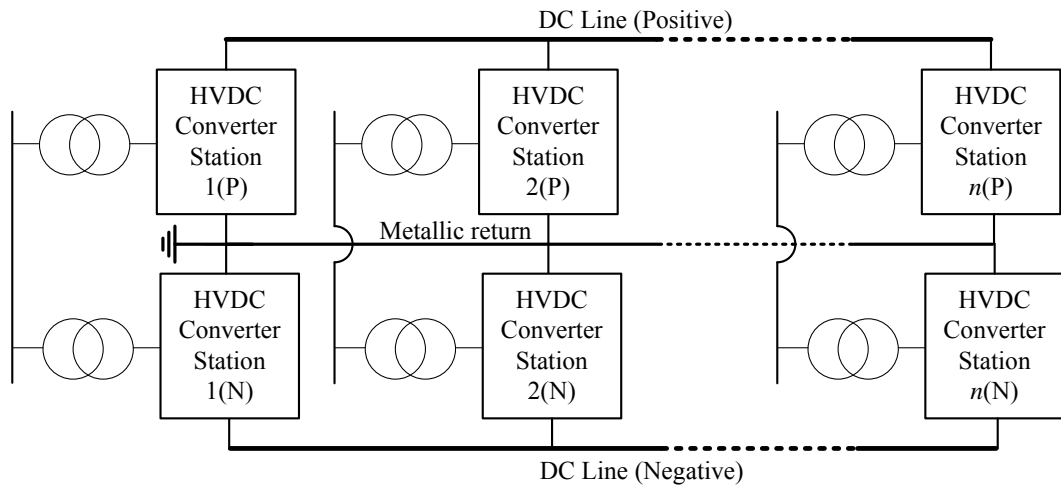 DC Line (Positive)
HVDC
Converter
Station
1(P)
HVDC
Converter
Station
2(P)
HVDC
Converter
Station
n(P)
Metallic return
HVDC
Converter
Station
1(N)
HVDC
Converter
Station
2(N)
HVDC
Converter
Station
n(N)
DC Line (Negative)